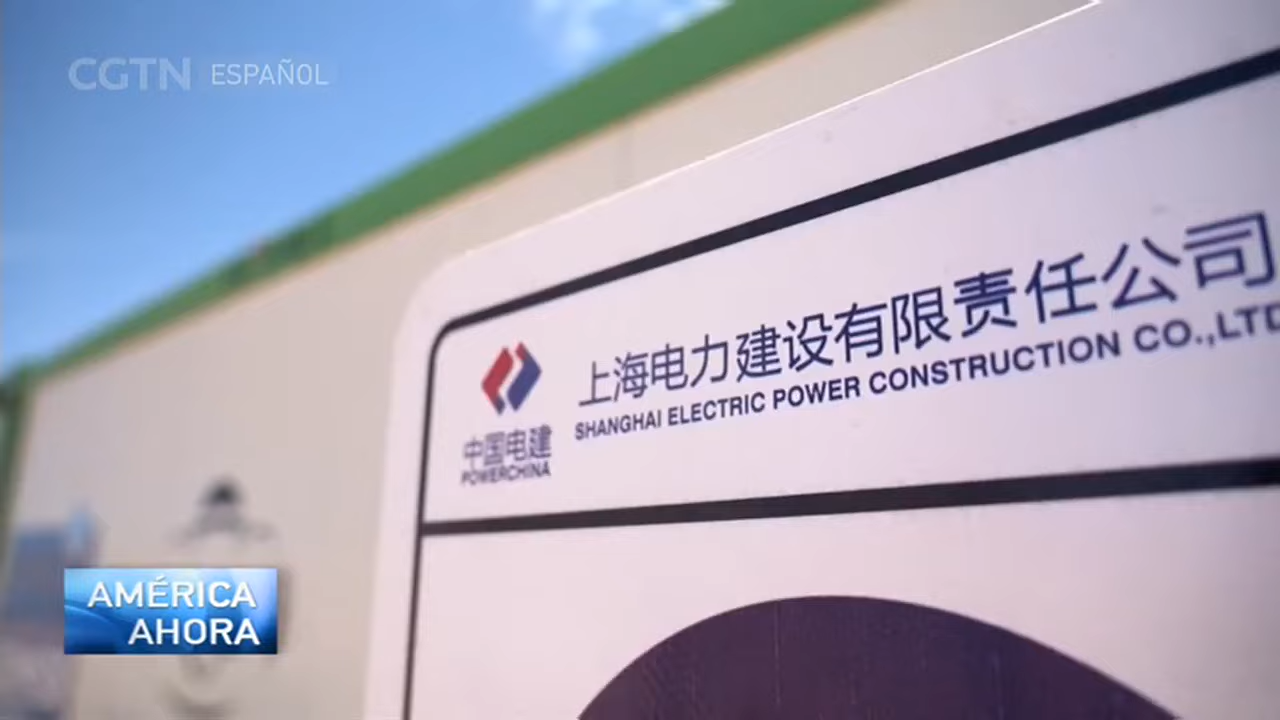 CGTN ESPAÑOL
上海电力建设有限责任公司
SHANGHAI ELECTRIC POWER CONSTRUCTION CO.,LTD
中国电建
POWERCHINA
AMÉRICA
AHORA